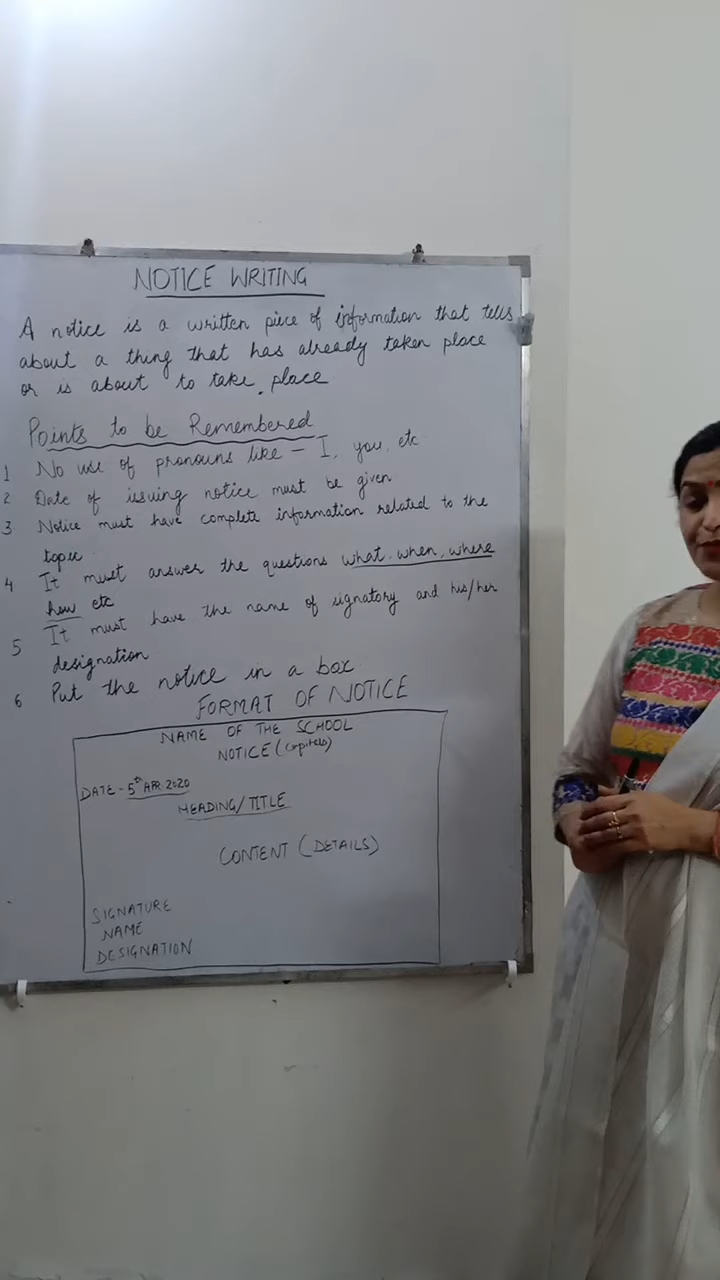 NOTICE WRITING
A notice is a written piece of information that tells
about a thing that has already taken place
or is about to take place
Points to be Remembered
1 No use of pronouns like - I, you, etc
2 Date of issuing notice must be given
3 Notice must have complete information related to the
topic
4 It must answer the questions what, when, where
how etc
5 It must have the name of signatory and his/her
designation
6 Put the notice in a box
FORMAT OF NOTICE
NAME OF THE SCHOOL
NOTICE (Capitals)
DATE - 5th APR 2020
HEADING/TITLE
CONTENT (DETAILS)
SIGNATURE
NAME
DESIGNATION